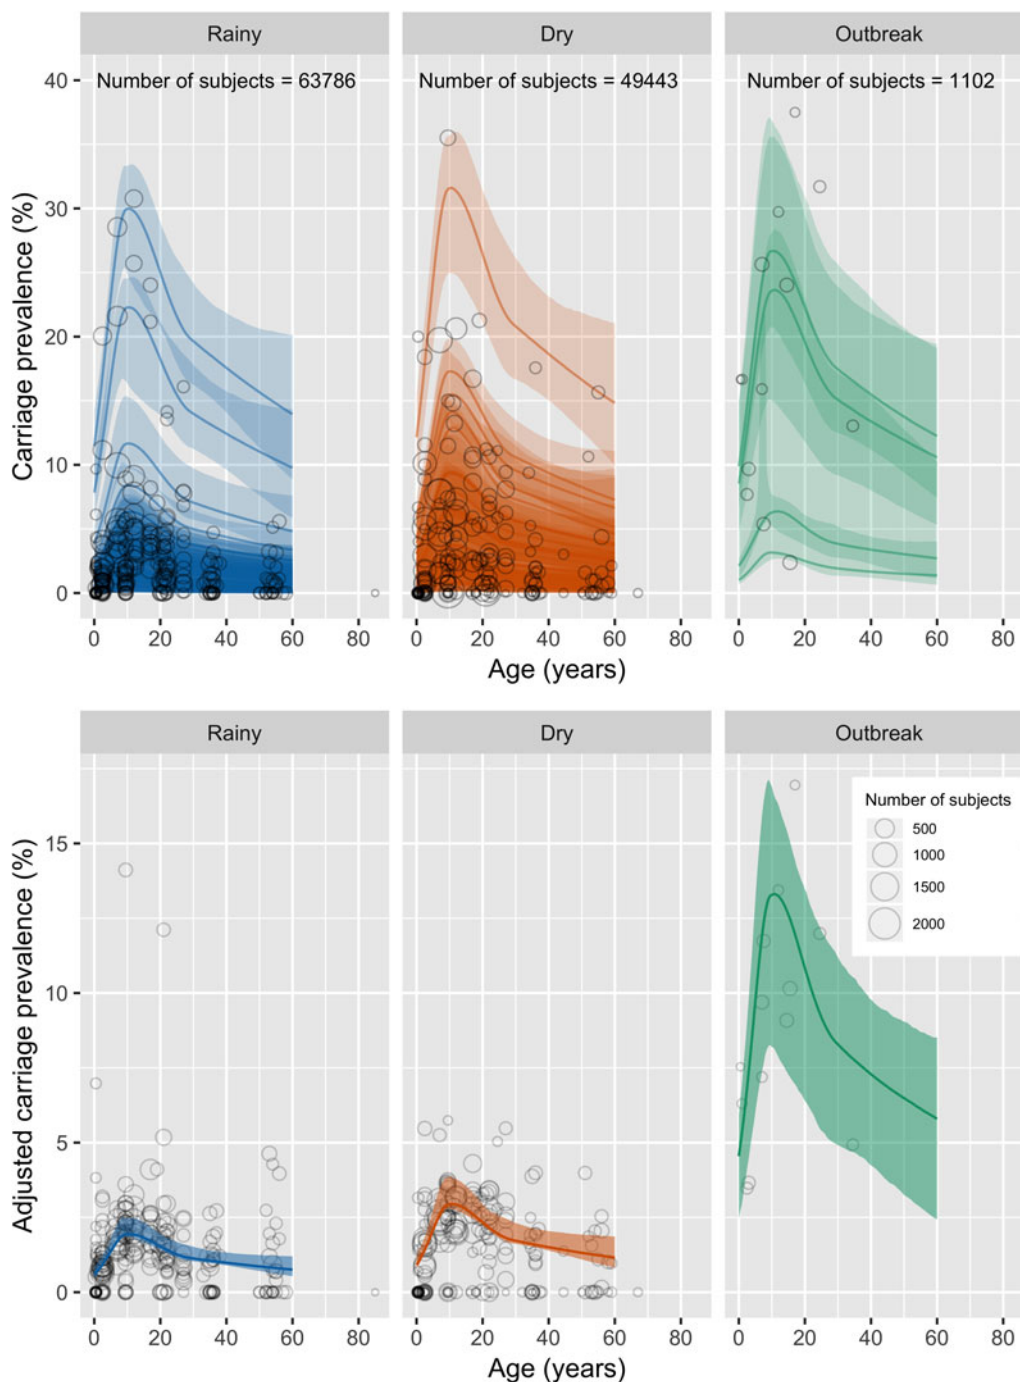 Rainy Dry Outbreak
Number of subjects = 63786 Number of subjects = 49443 Number of subjects = 1102
Carriage prevalence (%)
40
30
20
10
0
0 20 40 60 80 0 20 40 60 80 0 20 40 60 80
Age (years)
Rainy Dry Outbreak
Adjusted carriage prevalence (%)
15
10
5
0
Number of subjects
500
1000
1500
2000
0 20 40 60 80 0 20 40 60 80 0 20 40 60 80
Age (years)